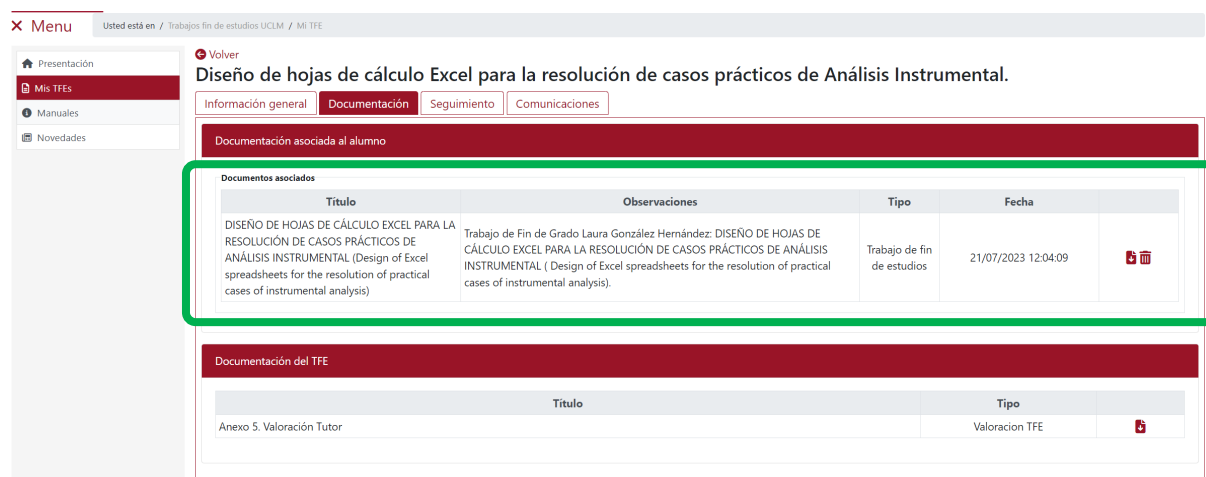 Menu
Usted está en / Trabajos fin de estudios UCLM / Mi TFE
Presentación
Mis TFEs
Manuales
Novedades
Volver
Diseño de hojas de cálculo Excel para la resolución de casos prácticos de Análisis Instrumental.
Información general Documentación Seguimiento Comunicaciones
Documentación asociada al alumno
Documentos asociados
Título Observaciones Tipo Fecha
DISEÑO DE HOJAS DE CÁLCULO EXCEL PARA LA
RESOLUCIÓN DE CASOS PRÁCTICOS DE
ANÁLISIS INSTRUMENTAL (Design of Excel
spreadsheets for the resolution of practical
cases of instrumental analysis)
Trabajo de Fin de Grado Laura González Hernández: DISEÑO DE HOJAS DE
CÁLCULO EXCEL PARA LA RESOLUCIÓN DE CASOS PRÁCTICOS DE ANÁLISIS
INSTRUMENTAL ( Design of Excel spreadsheets for the resolution of practical
cases of instrumental analysis).
Trabajo de fin
de estudios
21/07/2023 12:04:09
Documentación del TFE
Título Tipo
Anexo 5. Valoración Tutor Valoracion TFE